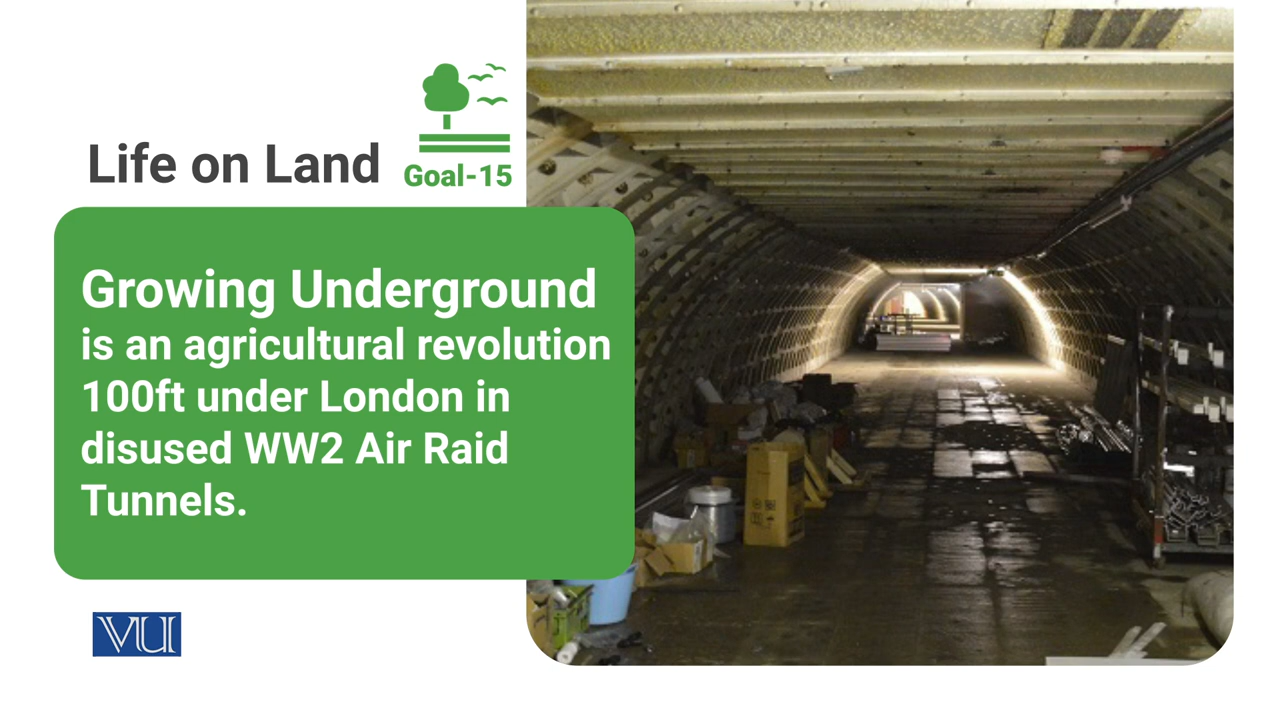 Life on Land
Goal-15
Growing Underground
is an agricultural revolution
100ft under London in
disused WW2 Air Raid
Tunnels.
VU